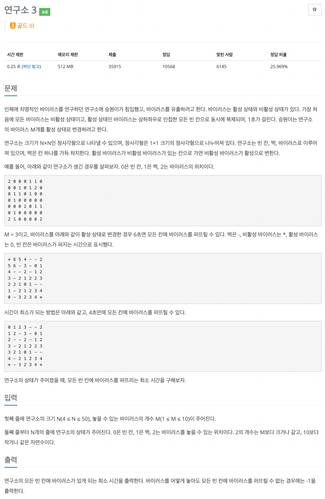 연구소 3 성공
골드 III
시간 제한 메모리 제한 제출 정답 맞힌 사람 정답 비율
0.25 초 (하단 참고) 512 MB 35915 10568 6145 25.969%
문제
인체에 치명적인 바이러스를 연구하던 연구소에 승원이가 침입했고, 바이러스를 유출하려고 한다. 바이러스는 활성 상태와 비활성 상태가 있다. 가장 처
음에 모든 바이러스는 비활성 상태이고, 활성 상태인 바이러스는 상하좌우로 인접한 모든 빈 칸으로 동시에 복제되며, 1초가 걸린다. 승원이는 연구소
의 바이러스 M개를 활성 상태로 변경하려고 한다.
연구소는 크기가 N×N인 정사각형으로 나타낼 수 있으며, 정사각형은 1×1 크기의 정사각형으로 나누어져 있다. 연구소는 빈 칸, 벽, 바이러스로 이루어
져 있으며, 벽은 칸 하나를 가득 차지한다. 활성 바이러스가 비활성 바이러스가 있는 칸으로 가면 비활성 바이러스가 활성으로 변한다.
예를 들어, 아래와 같이 연구소가 생긴 경우를 살펴보자. 0은 빈 칸, 1은 벽, 2는 바이러스의 위치이다.
2 0 0 0 1 1 0
0 0 1 0 1 2 0
0 1 1 0 1 0 0
0 1 0 0 0 0 0
0 0 0 2 0 1 1
0 1 0 0 0 0 0
2 1 0 0 0 0 2
M = 3이고, 바이러스를 아래와 같이 활성 상태로 변경한 경우 6초면 모든 칸에 바이러스를 퍼뜨릴 수 있다. 벽은 -, 비활성 바이러스는 *, 활성 바이러스
는 0, 빈 칸은 바이러스가 퍼지는 시간으로 표시했다.
* 6 5 4 - - 2
5 6 - 3 - 0 1
4 - - 2 - 1 2
3 - 2 1 2 2 3
2 2 1 0 1 - -
1 - 2 1 2 3 4
0 - 3 2 3 4 *
시간이 최소가 되는 방법은 아래와 같고, 4초만에 모든 칸에 바이러스를 퍼뜨릴 수 있다.
0 1 2 3 - - 2
1 2 - 3 - 0 1
2 - - 2 - 1 2
3 - 2 1 2 2 3
3 2 1 0 1 - -
4 - 2 1 2 3 4
* - 3 2 3 4 *
연구소의 상태가 주어졌을 때, 모든 빈 칸에 바이러스를 퍼뜨리는 최소 시간을 구해보자.
입력
첫째 줄에 연구소의 크기 N(4 ≤ N ≤ 50), 놓을 수 있는 바이러스의 개수 M(1 ≤ M ≤ 10)이 주어진다.
둘째 줄부터 N개의 줄에 연구소의 상태가 주어진다. 0은 빈 칸, 1은 벽, 2는 바이러스를 놓을 수 있는 위치이다. 2의 개수는 M보다 크거나 같고, 10보다
작거나 같은 자연수이다.
출력
연구소의 모든 빈 칸에 바이러스가 있게 되는 최소 시간을 출력한다. 바이러스를 어떻게 놓아도 모든 빈 칸에 바이러스를 퍼뜨릴 수 없는 경우에는 -1을
출력한다.